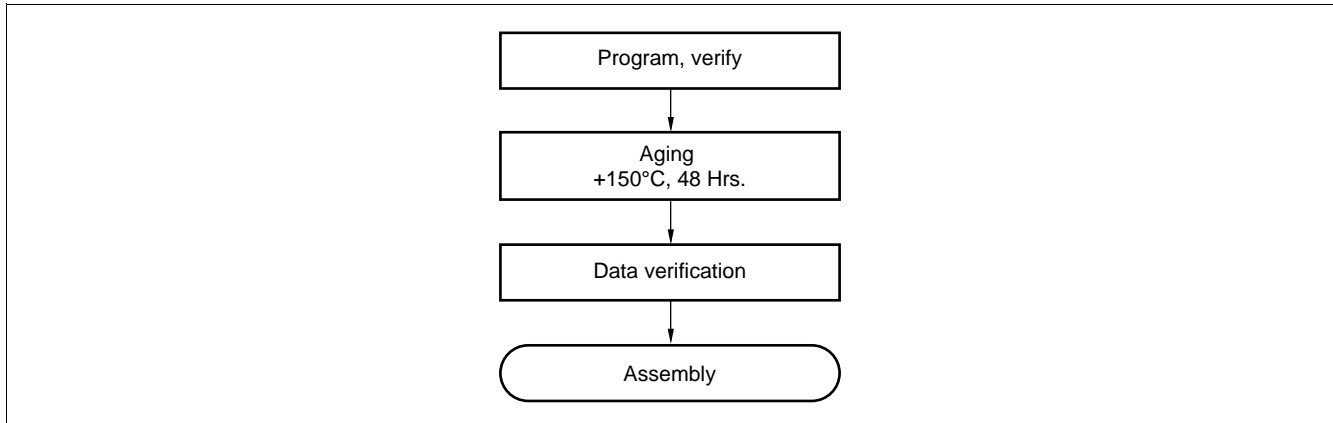 Program, verify
Aging
+150°C, 48 Hrs.
Data verification
Assembly